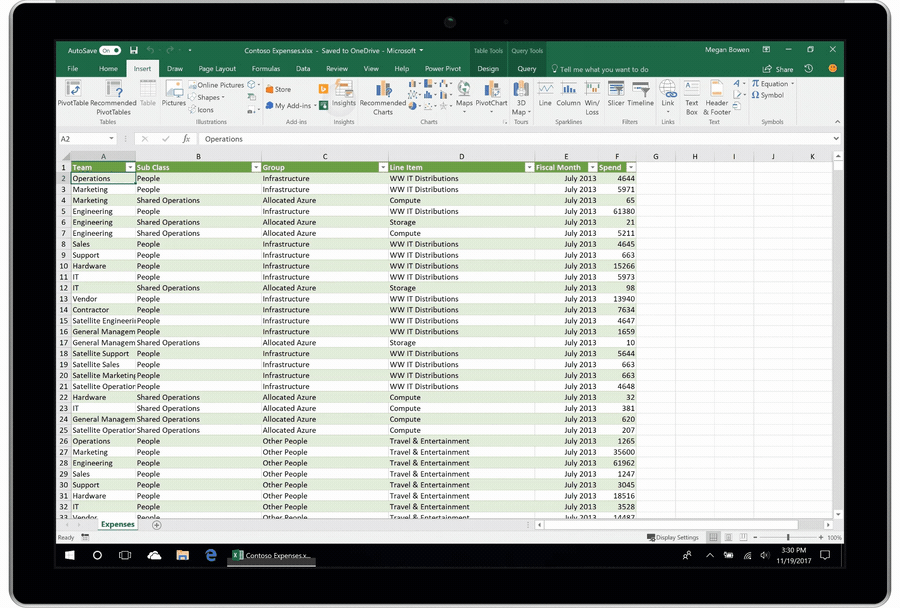 AutoSave On Contoso Expenses.xlsx - Saved to OneDrive - Microsoft Table Tools Query Tools Megan Bowen
File Home Insert Draw Page Layout Formulas Data Review View Help Power Pivot Design Query Tell me what you want to do Share
PivotTable Recommended PivotTables Table Pictures Online Pictures Shapes Icons Store My Add-ins Insights Recommended Charts Maps PivotChart 3D Map Line Column Win/Loss Slicer Timeline Link Text Box Header & Footer Equation Symbol
Tables Illustrations Add-ins Insights Charts Tours Sparklines Filters Links Text Symbols
A2 fx Operations
A B C D E F G H I J K
1 Team Sub Class Group Line Item Fiscal Month Spend
2 Operations People Infrastructure WW IT Distributions July 2013 4644
3 Marketing People Infrastructure WW IT Distributions July 2013 5971
4 Marketing Shared Operations Allocated Azure Compute July 2013 65
5 Engineering People Infrastructure WW IT Distributions July 2013 61380
6 Engineering Shared Operations Allocated Azure Storage July 2013 21
7 Engineering Shared Operations Allocated Azure Compute July 2013 5211
8 Sales People Infrastructure WW IT Distributions July 2013 4645
9 Support People Infrastructure WW IT Distributions July 2013 663
10 Hardware People Infrastructure WW IT Distributions July 2013 15266
11 IT People Infrastructure WW IT Distributions July 2013 5973
12 IT Shared Operations Allocated Azure Storage July 2013 98
13 Vendor People Infrastructure WW IT Distributions July 2013 13940
14 Contractor People Infrastructure WW IT Distributions July 2013 7634
15 Satellite Engineerin People Infrastructure WW IT Distributions July 2013 4647
16 General Managem People Infrastructure WW IT Distributions July 2013 1659
17 General Managem Shared Operations Allocated Azure Storage July 2013 10
18 Satellite Support People Infrastructure WW IT Distributions July 2013 5644
19 Satellite Sales People Infrastructure WW IT Distributions July 2013 663
20 Satellite Marketing People Infrastructure WW IT Distributions July 2013 663
21 Satellite Operation People Infrastructure WW IT Distributions July 2013 4648
22 Hardware Shared Operations Allocated Azure Compute July 2013 32
23 IT Shared Operations Allocated Azure Compute July 2013 381
24 General Managem Shared Operations Allocated Azure Compute July 2013 620
25 Satellite Operation Shared Operations Allocated Azure Compute July 2013 207
26 Operations People Other People Travel & Entertainment July 2013 1265
27 Marketing People Other People Travel & Entertainment July 2013 35600
28 Engineering People Other People Travel & Entertainment July 2013 61962
29 Sales People Other People Travel & Entertainment July 2013 1247
30 Support People Other People Travel & Entertainment July 2013 3045
31 Hardware People Other People Travel & Entertainment July 2013 18516
32 IT People Other People Travel & Entertainment July 2013 3528
33 Vendor People Other People Travel & Entertainment July 2013 14487
Expenses
Ready Display Settings 100%
Contoso Expenses.x... 3:30 PM
11/19/2017